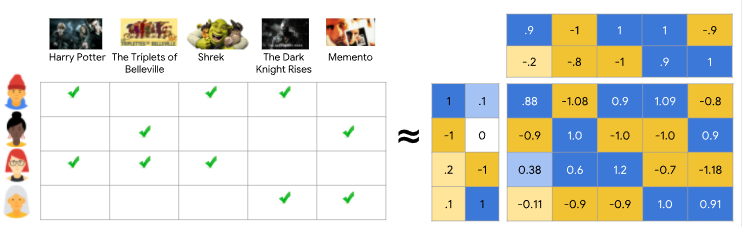 Harry Potter The Triplets of Belleville Shrek The Dark Knight Rises Memento
.9 -1 1 1 -.9
-.2 -.8 -1 .9 1
≈
1 .1 .88 -1.08 0.9 1.09 -0.8
-1 0 -0.9 1.0 -1.0 -1.0 0.9
.2 -1 0.38 0.6 1.2 -0.7 -1.18
.1 1 -0.11 -0.9 -0.9 1.0 0.91